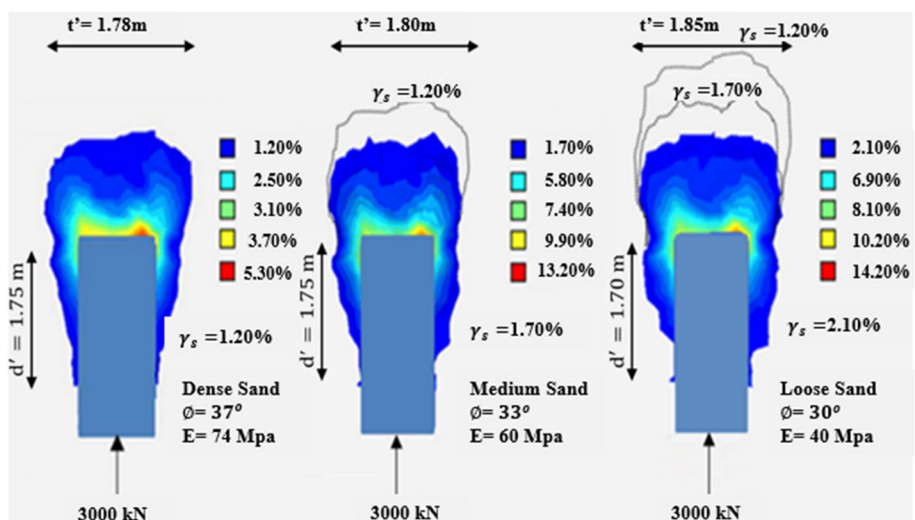 t’= 1.78m
1.20%
2.50%
3.10%
3.70%
5.30%
d′ = 1.75 m
γₛ =1.20%
Dense Sand
Ø= 37°
E= 74 Mpa
3000 kN
t’= 1.80m
γₛ =1.20%
1.70%
5.80%
7.40%
9.90%
13.20%
d′ = 1.75 m
γₛ =1.70%
Medium Sand
Ø= 33°
E= 60 Mpa
3000 kN
t’= 1.85m
γₛ =1.20%
γₛ =1.70%
2.10%
6.90%
8.10%
10.20%
14.20%
d′ = 1.70 m
γₛ =2.10%
Loose Sand
Ø= 30°
E= 40 Mpa
3000 kN